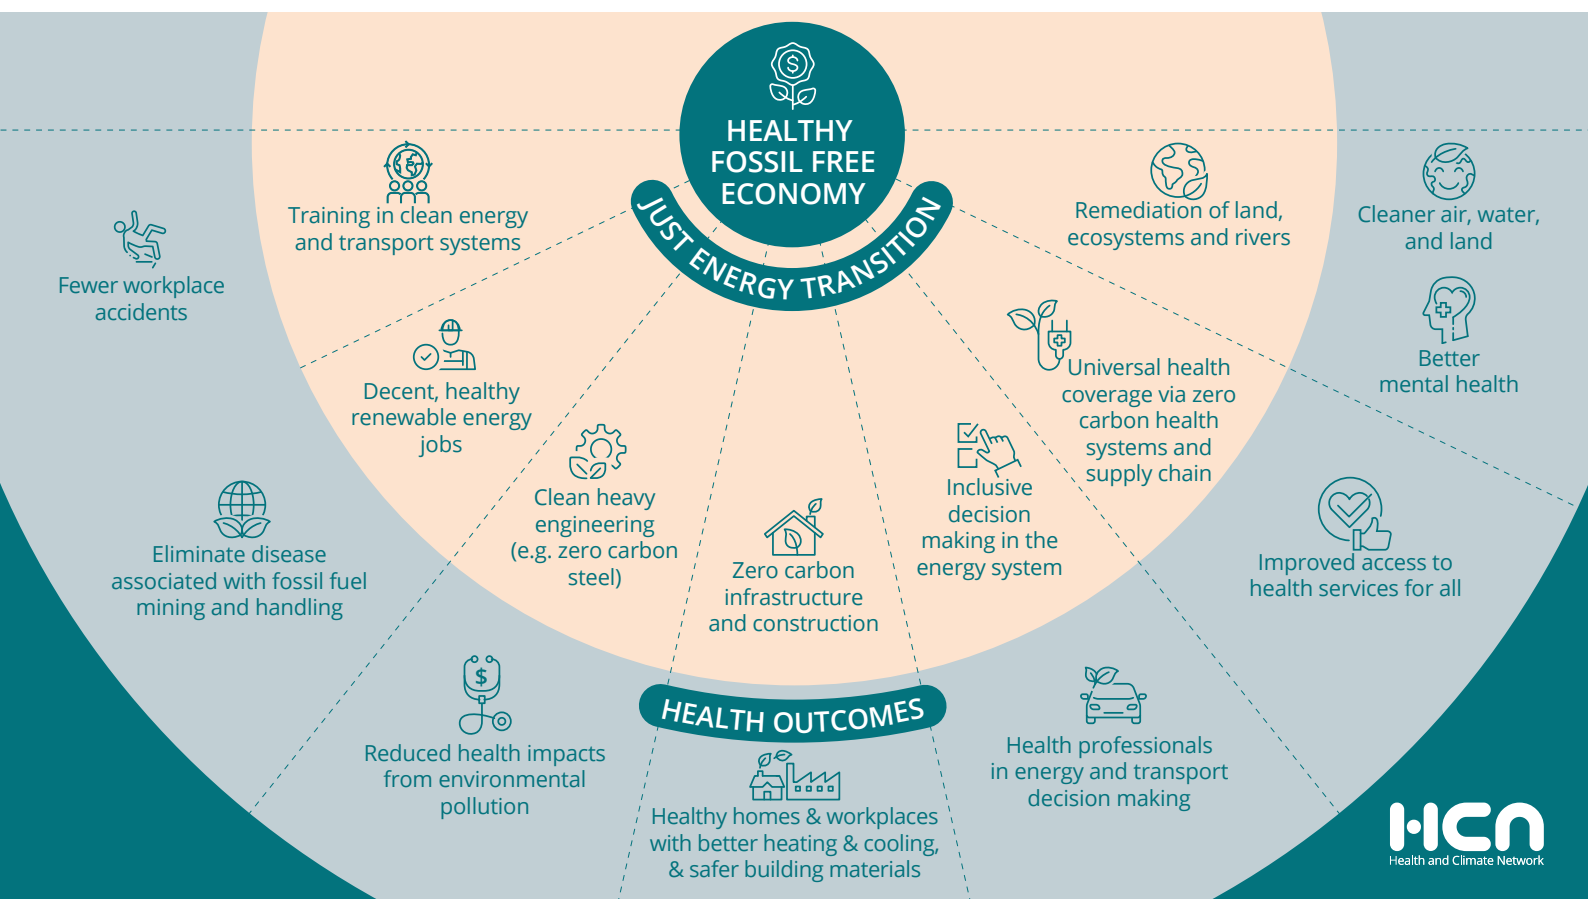 HEALTHY
FOSSIL FREE
ECONOMY
JUST ENERGY TRANSITION
Training in clean energy
and transport systems
Decent, healthy
renewable energy
jobs
Clean heavy
engineering
(e.g. zero carbon
steel)
Zero carbon
infrastructure
and construction
Inclusive
decision
making in the
energy system
Universal health
coverage via zero
carbon health
systems and
supply chain
Remediation of land,
ecosystems and rivers
HEALTH OUTCOMES
Fewer workplace
accidents
Eliminate disease
associated with fossil fuel
mining and handling
$
Reduced health impacts
from environmental
pollution
Healthy homes & workplaces
with better heating & cooling,
& safer building materials
Health professionals
in energy and transport
decision making
Improved access to
health services for all
Cleaner air, water,
and land
Better
mental health
HCN
Health and Climate Network